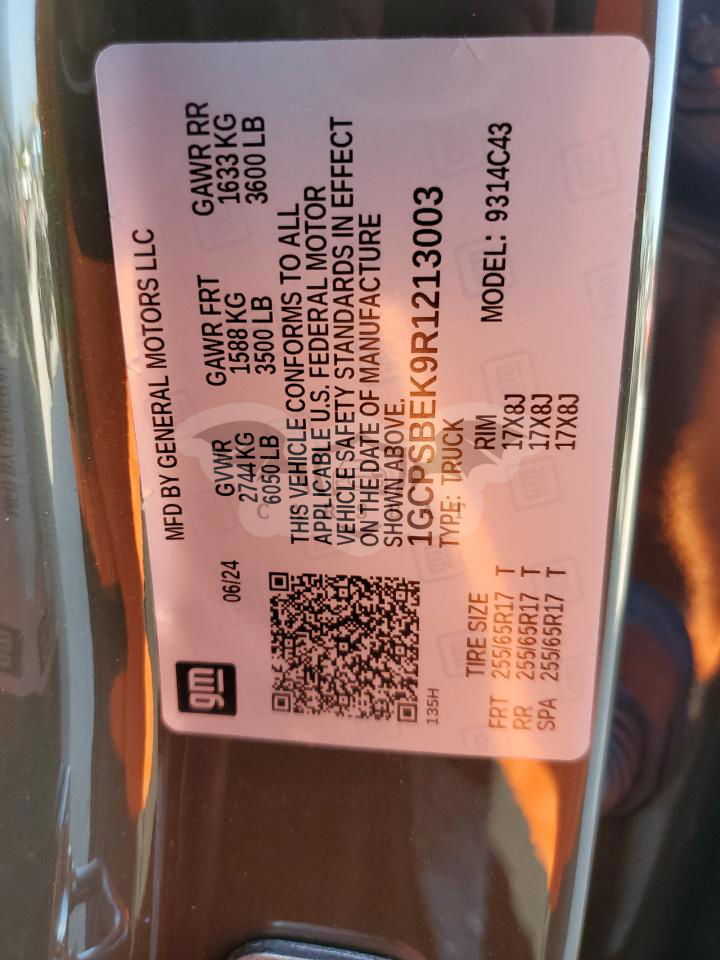 MFD BY GENERAL MOTORS LLC
06/24
GVWR GAWR FRT GAWR RR
2744 KG 1588 KG 1633 KG
6050 LB 3500 LB 3600 LB
THIS VEHICLE CONFORMS TO ALL
APPLICABLE U.S. FEDERAL MOTOR
VEHICLE SAFETY STANDARDS IN EFFECT
ON THE DATE OF MANUFACTURE
SHOWN ABOVE.
1GCPSBEK9R1213003
TYPE: TRUCK MODEL: 9314C43
gm
135H
TIRE SIZE RIM
FRT 255/65R17 T 17X8J
RR 255/65R17 T 17X8J
SPA 255/65R17 T 17X8J